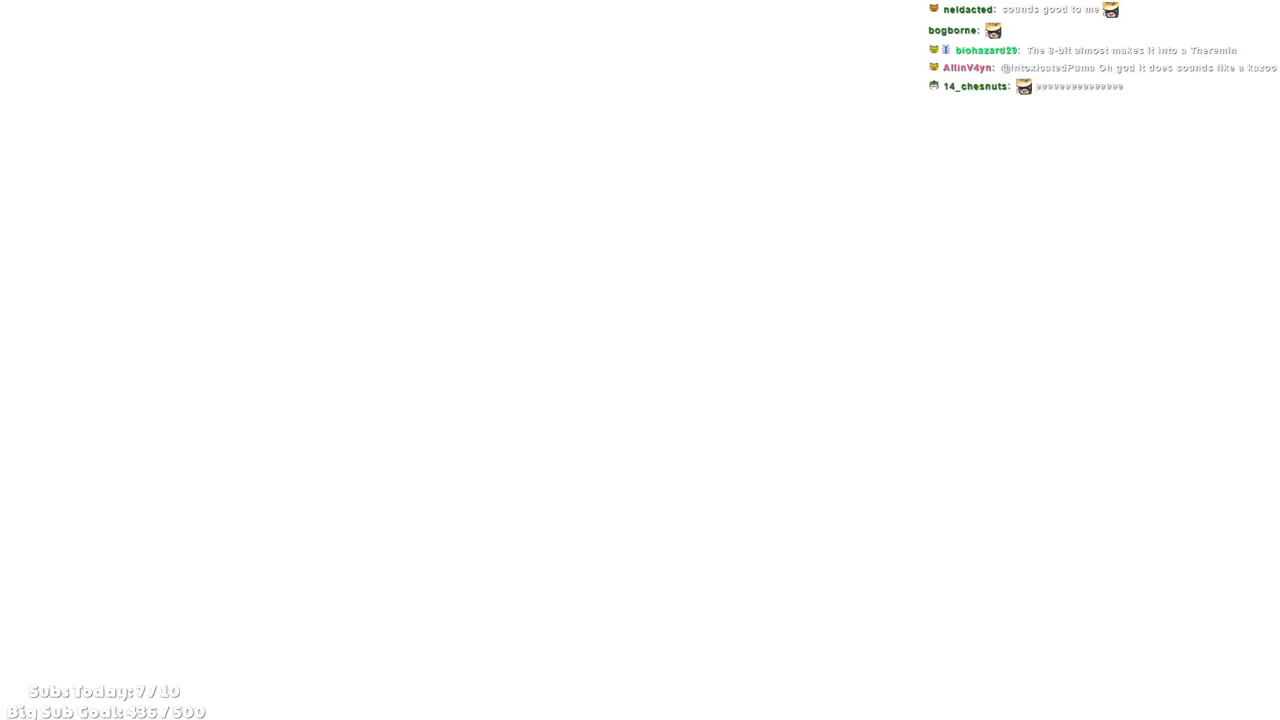 neldacted: sounds good to me
bogborne:
biohazard29: The 8-bit almost makes it into a Theremin
AllinV4yn: @IntoxicatedPuma Oh god it does sounds like a kazoo
14_chesnuts: eeeeeeeeeeeeeee
Subs Today: 7 / 10
Big Sub Goal: 436 / 500